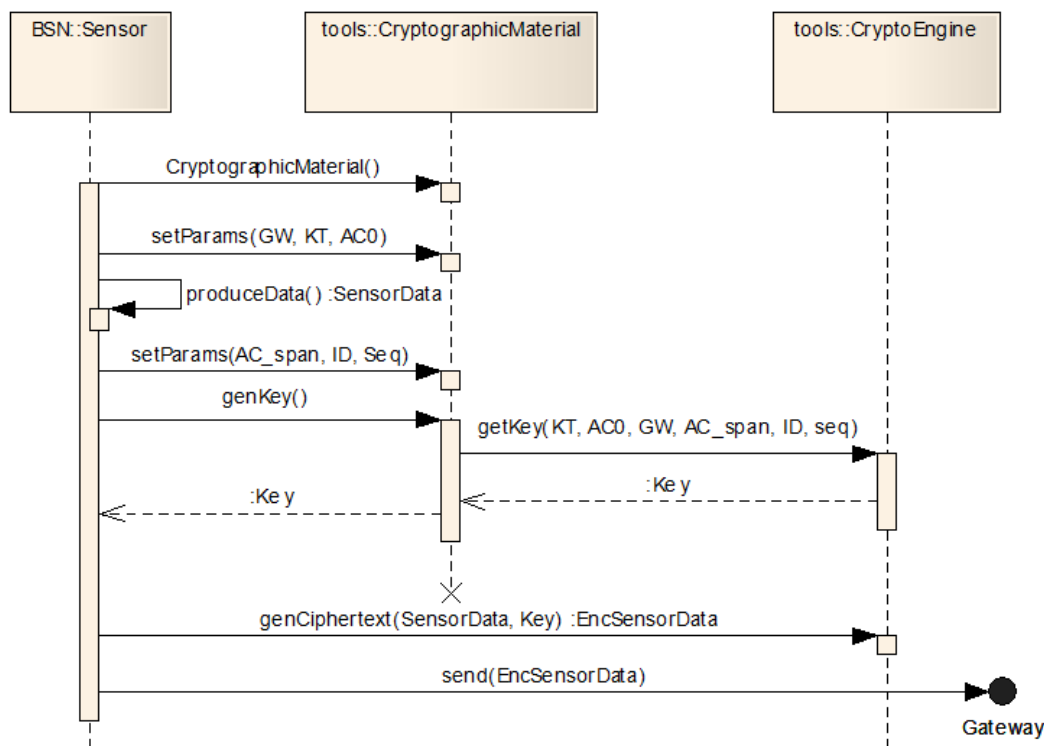 BSN::Sensor
tools::CryptographicMaterial
tools::CryptoEngine
CryptographicMaterial()
setParams(GW, KT, AC0)
produceData() :SensorData
setParams(AC_span, ID, Seq)
genKey()
getKey(KT, AC0, GW, AC_span, ID, seq)
:Key
:Key
genCiphertext(SensorData, Key) :EncSensorData
send(EncSensorData)
Gateway